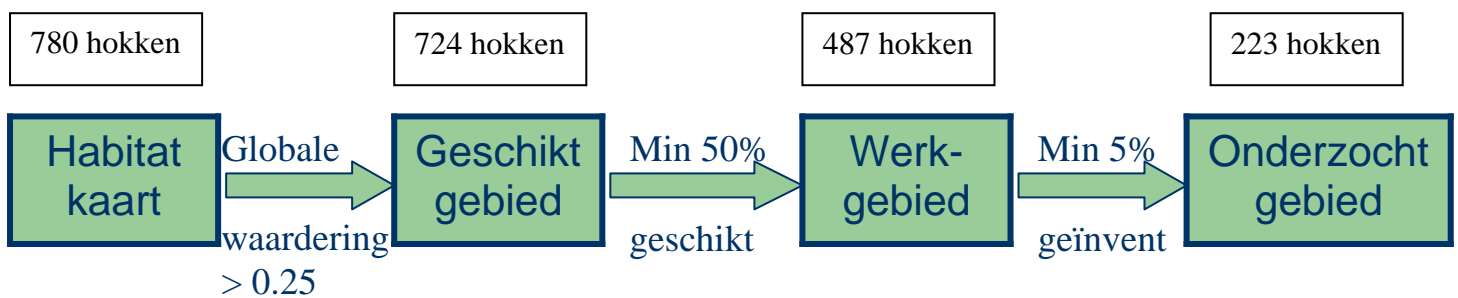 780 hokken
724 hokken
487 hokken
223 hokken
Habitat
kaart
Globale
waardering
> 0.25
Geschikt
gebied
Min 50%
geschikt
Werk-
gebied
Min 5%
geïnvent
Onderzocht
gebied